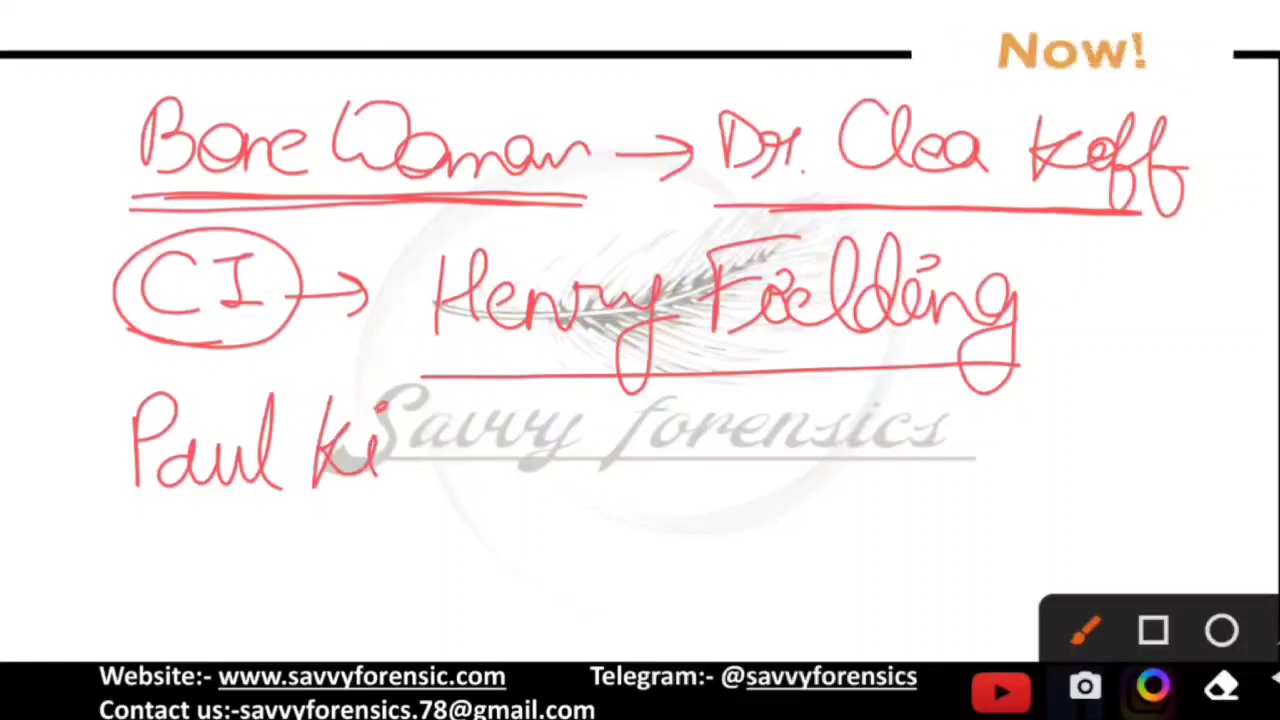 Now!
Bone Woman → Dr. Clea Koff
CI → Henry Fielding
Paul Ki
Savvy forensics
Website:- www.savvyforensic.com Telegram:- @savvyforensics
Contact us:-savvyforensics.78@gmail.com